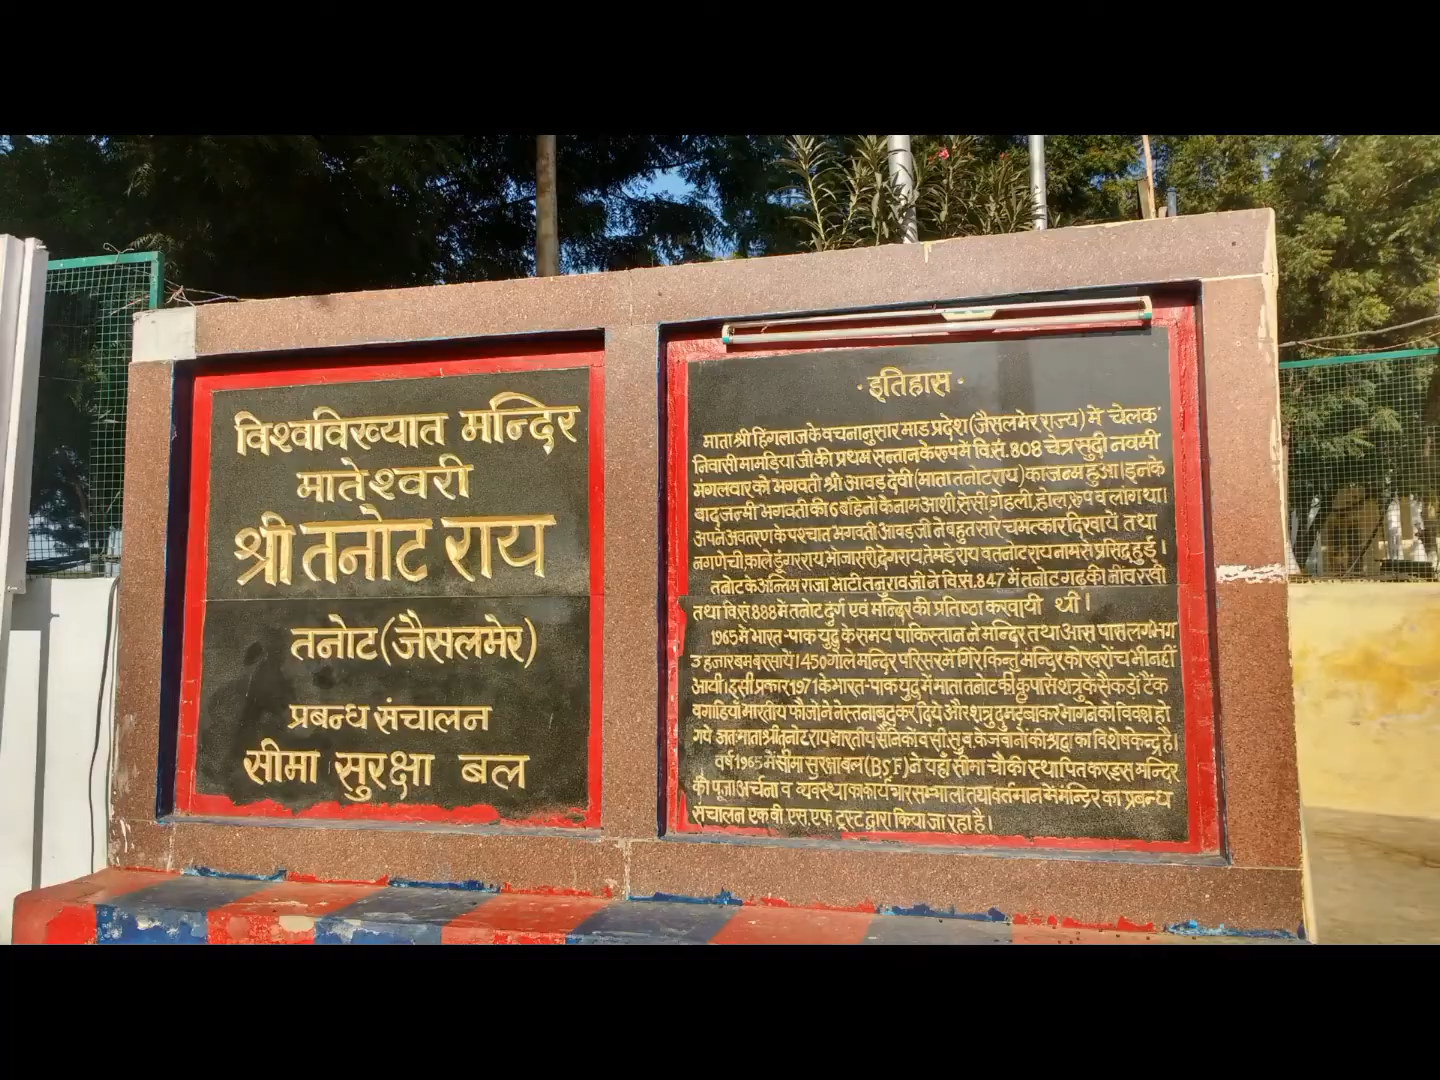 विश्वविख्यात मन्दिर
मातेश्वरी
श्री तनोट राय
तनोट (जैसलमेर)
प्रबन्ध संचालन
सीमा सुरक्षा बल
· इतिहास ·
माता श्री हिंगलाज के वचनानुसार माड प्रदेश (जैसलमेर राज्य) में चेलक
निवासी मामड़िया जी की प्रथम सन्तान के रूप में वि.सं. 808 चेत्र सुदी नवमी
मंगलवार को भगवती श्री आवड़ देवी (माता तनोटराय) का जन्म हुआ। इनके
बाद जन्मी भगवती की 6 बहिनों के नाम आशी, सेसी, गेहली, होल, रूप व लांग था।
अपने अवतरण के पश्चात भगवती आवड़ जी ने बहुत सारे चमत्कार दिखायें तथा
नगणेची, काले डूंगरराय, भोजासरी, देगराय, तेमड़ेराय व तनोट राय नाम से प्रसिद्ध हुई।
तनोट के अन्तिम राजा भाटी तनुरावजी ने वि.सं. 847 में तनोट गढ़ की नींव रखी
तथा वि.सं. 888 में तनोट दुर्ग एवं मन्दिर की प्रतिष्ठा करवायी थी।
1965 में भारत-पाक युद्ध के समय पाकिस्तान ने मन्दिर तथा आस पास लगभग
3 हजार बम बरसायें। 450 गोले मन्दिर परिसर में गिरे किन्तु मंन्दिर को खरोंच भी नहीं
आयी। इसी प्रकार 1971 के भारत-पाक युद्ध में माता तनोट की कृपा से शत्रु के सैकड़ों टैंक
व गाड़ियाँ भारतीय फौजो ने नेस्तनाबूद कर दिये और शत्रु दुम दबाकर भागने को विवश हो
गये अतः माता श्री तनोट राय भारतीय सैनिकों व सी.सु.ब. के जवानों की श्रद्धा का विशेष केन्द्र है।
वर्ष 1965 में सीमा सुरक्षा बल (BSF) ने यहाँ सीमा चौकी स्थापित कर इस मन्दिर
की पूजा अर्चना व व्यवस्था का कार्यभार सम्भाला तथा वर्तमान में मंन्दिर का प्रबन्ध
संचालन एक बी एस. एफ ट्रस्ट द्वारा किया जा रहा है।